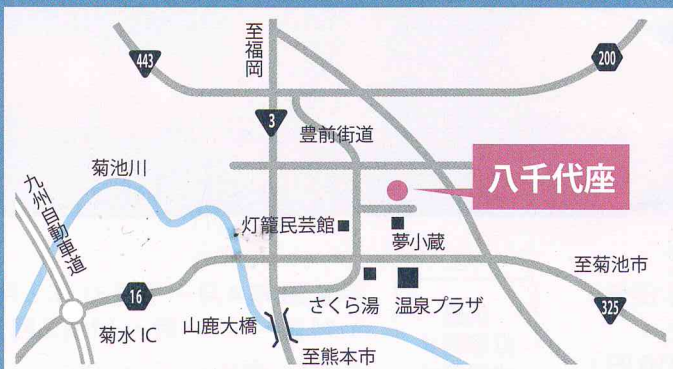 至福岡
443
200
3
豊前街道
菊池川
九州自動車道
八千代座
灯籠民芸館
夢小蔵
至菊池市
16
さくら湯
温泉プラザ
325
菊水 IC
山鹿大橋
至熊本市